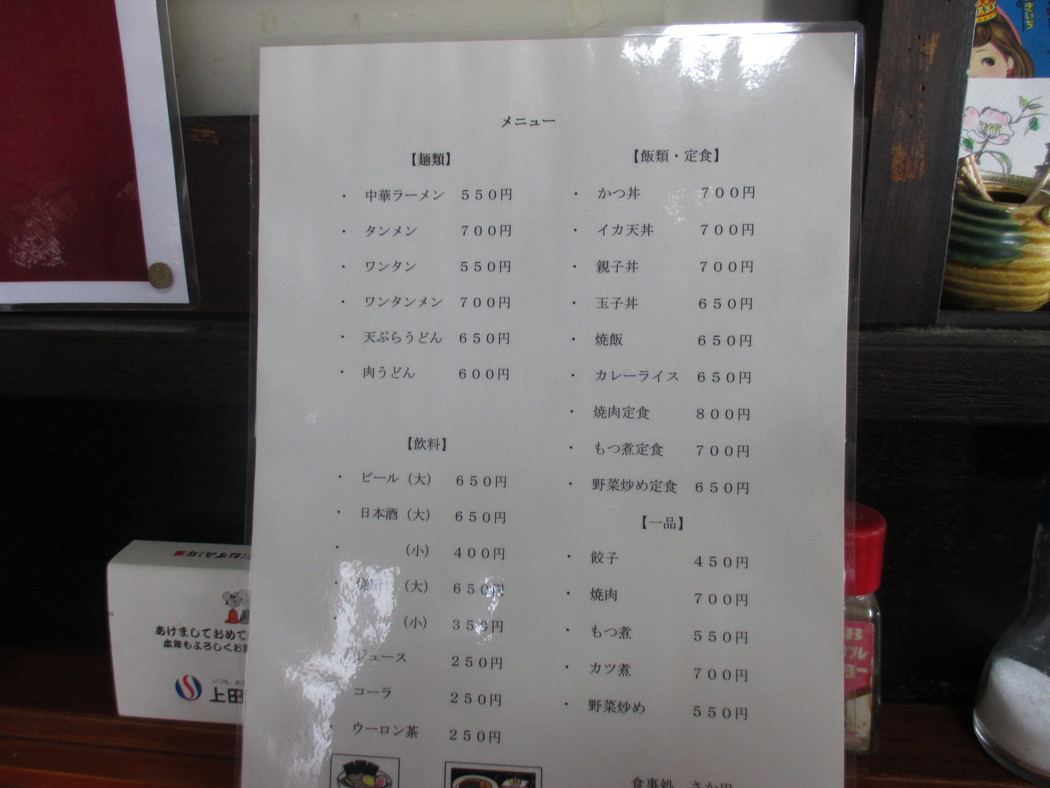 メニュー
【麺類】
・ 中華ラーメン ５５０円
・ タンメン ７００円
・ ワンタン ５５０円
・ ワンタンメン ７００円
・ 天ぷらうどん ６５０円
・ 肉うどん ６００円
【飲料】
・ ビール（大） ６５０円
・ 日本酒（大） ６５０円
・ （小） ４００円
・ （大） ６５０円
・ （小） ３５０円
ジュース ２５０円
コーラ ２５０円
・ ウーロン茶 ２５０円
【飯類・定食】
・ かつ丼 ７００円
・ イカ天丼 ７００円
・ 親子丼 ７００円
・ 玉子丼 ６５０円
・ 焼飯 ６５０円
・ カレーライス ６５０円
・ 焼肉定食 ８００円
・ もつ煮定食 ７００円
・ 野菜炒め定食 ６５０円
【一品】
・ 餃子 ４５０円
・ 焼肉 ７００円
・ もつ煮 ５５０円
・ カツ煮 ７００円
・ 野菜炒め ５５０円
食事処
あけましておめで
本年もよろしくお
上田